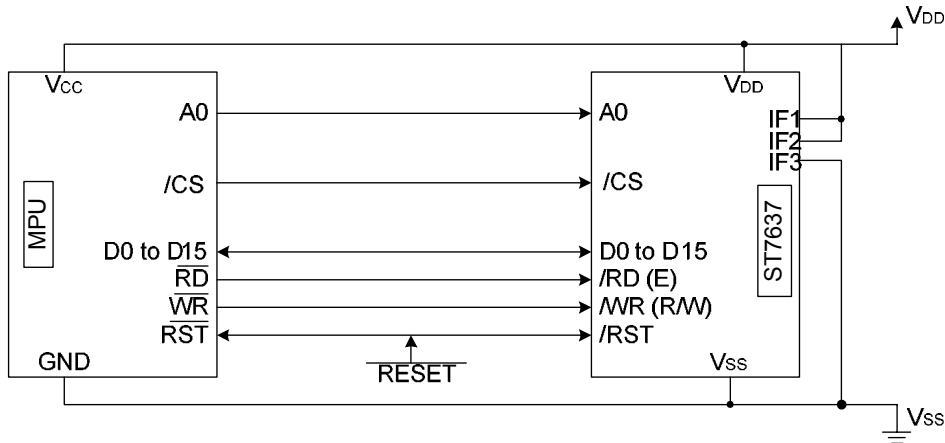 VDD
VCC
VDD
A0
A0
IF1
IF2
IF3
/CS
/CS
MPU
ST7637
D0 to D15
D0 to D15
RD
/RD (E)
WR
/WR (R/W)
RST
/RST
GND
RESET
VSS
VSS